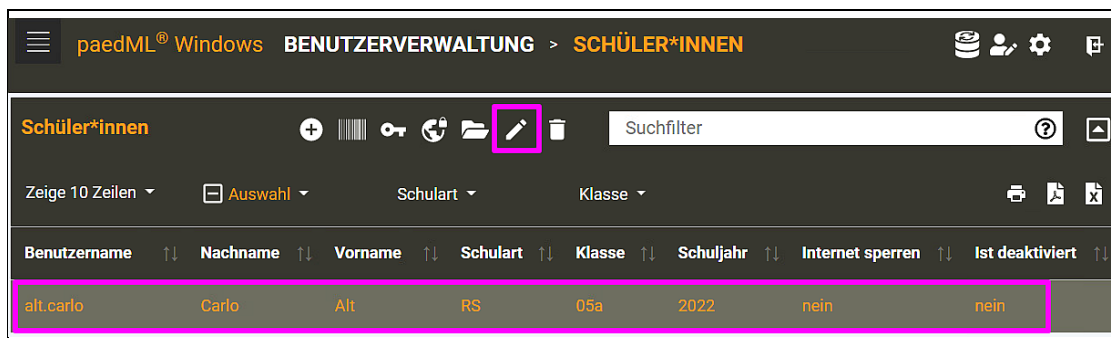 paedML® Windows BENUTZERVERWALTUNG > SCHÜLER*INNEN
Schüler*innen Suchfilter
Zeige 10 Zeilen Auswahl Schulart Klasse
Benutzername Nachname Vorname Schulart Klasse Schuljahr Internet sperren Ist deaktiviert
alt.carlo Carlo Alt RS 05a 2022 nein nein